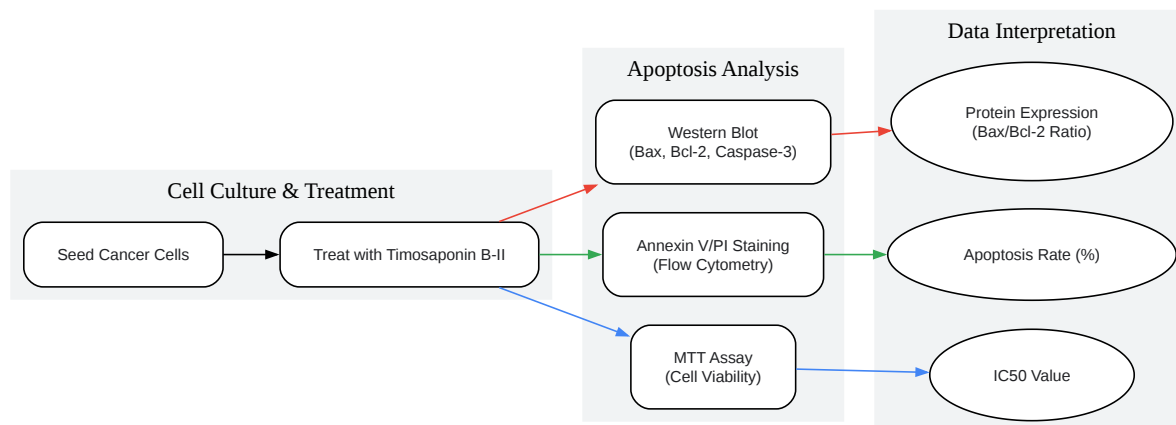 Cell Culture & Treatment
Seed Cancer Cells
Treat with Timosaponin B-II
Apoptosis Analysis
Western Blot
(Bax, Bcl-2, Caspase-3)
Annexin V/PI Staining
(Flow Cytometry)
MTT Assay
(Cell Viability)
Data Interpretation
Protein Expression
(Bax/Bcl-2 Ratio)
Apoptosis Rate (%)
IC50 Value